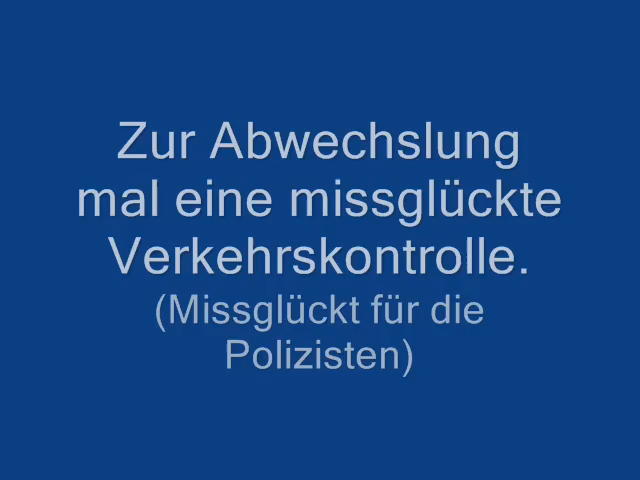 Zur Abwechslung
mal eine missglückte
Verkehrskontrolle.
(Missglückt für die
Polizisten)